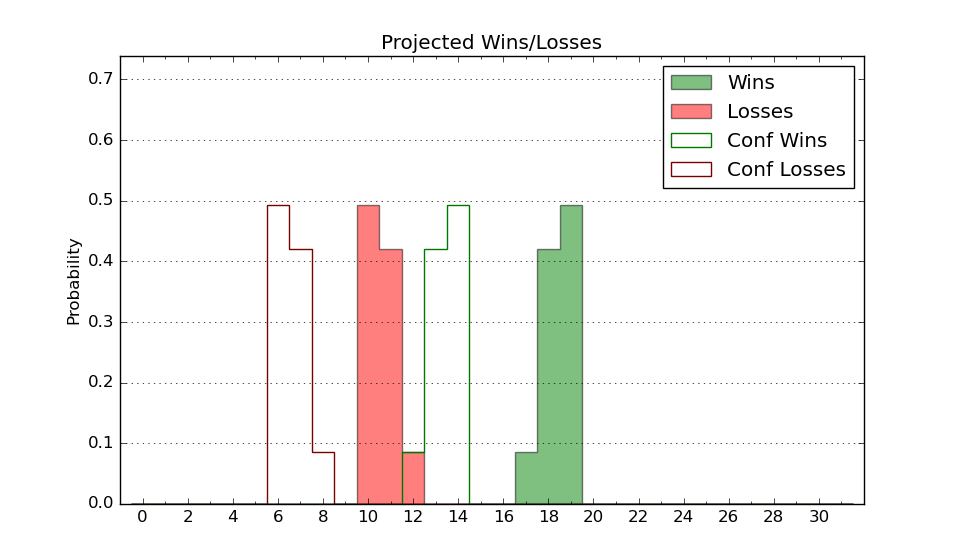 Projected Wins/Losses
Wins
Losses
Conf Wins
Conf Losses
Probability
0.7
0.6
0.5
0.4
0.3
0.2
0.1
0.0
0 2 4 6 8 10 12 14 16 18 20 22 24 26 28 30